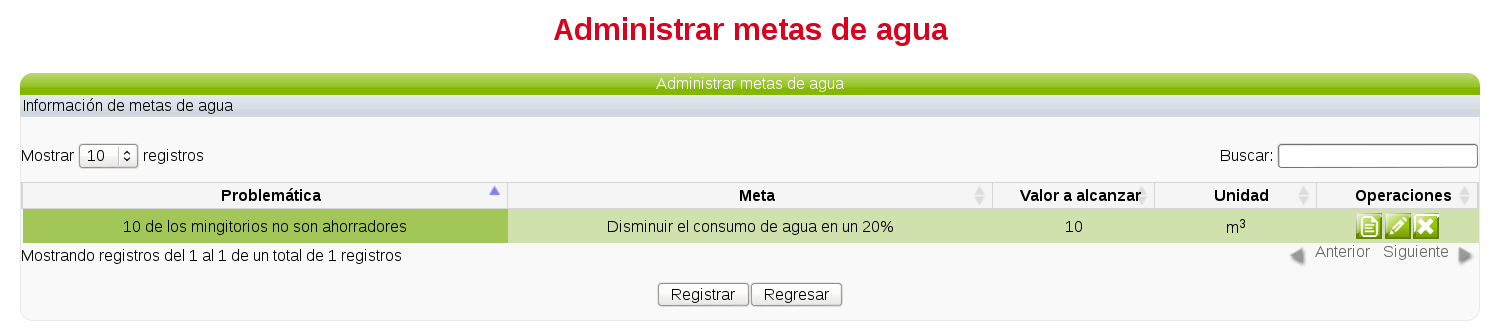 Administrar metas de agua
Administrar metas de agua
Información de metas de agua
Mostrar 10 registros Buscar:
Problemática Meta Valor a alcanzar Unidad Operaciones
10 de los mingitorio no son ahorradores Disminuir el consumo de agua en un 20% 10 m³
Mostrando registros del 1 al 1 de un total de 1 registros Anterior Siguiente
Registrar Regresar